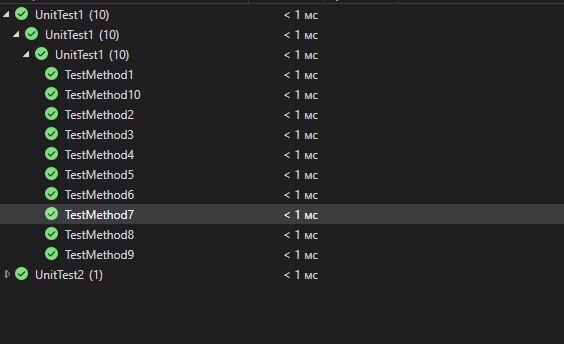 UnitTest1 (10) < 1 мс
UnitTest1 (10) < 1 мс
UnitTest1 (10) < 1 мс
TestMethod1 < 1 мс
TestMethod10 < 1 мс
TestMethod2 < 1 мс
TestMethod3 < 1 мс
TestMethod4 < 1 мс
TestMethod5 < 1 мс
TestMethod6 < 1 мс
TestMethod7 < 1 мс
TestMethod8 < 1 мс
TestMethod9 < 1 мс
UnitTest2 (1) < 1 мс